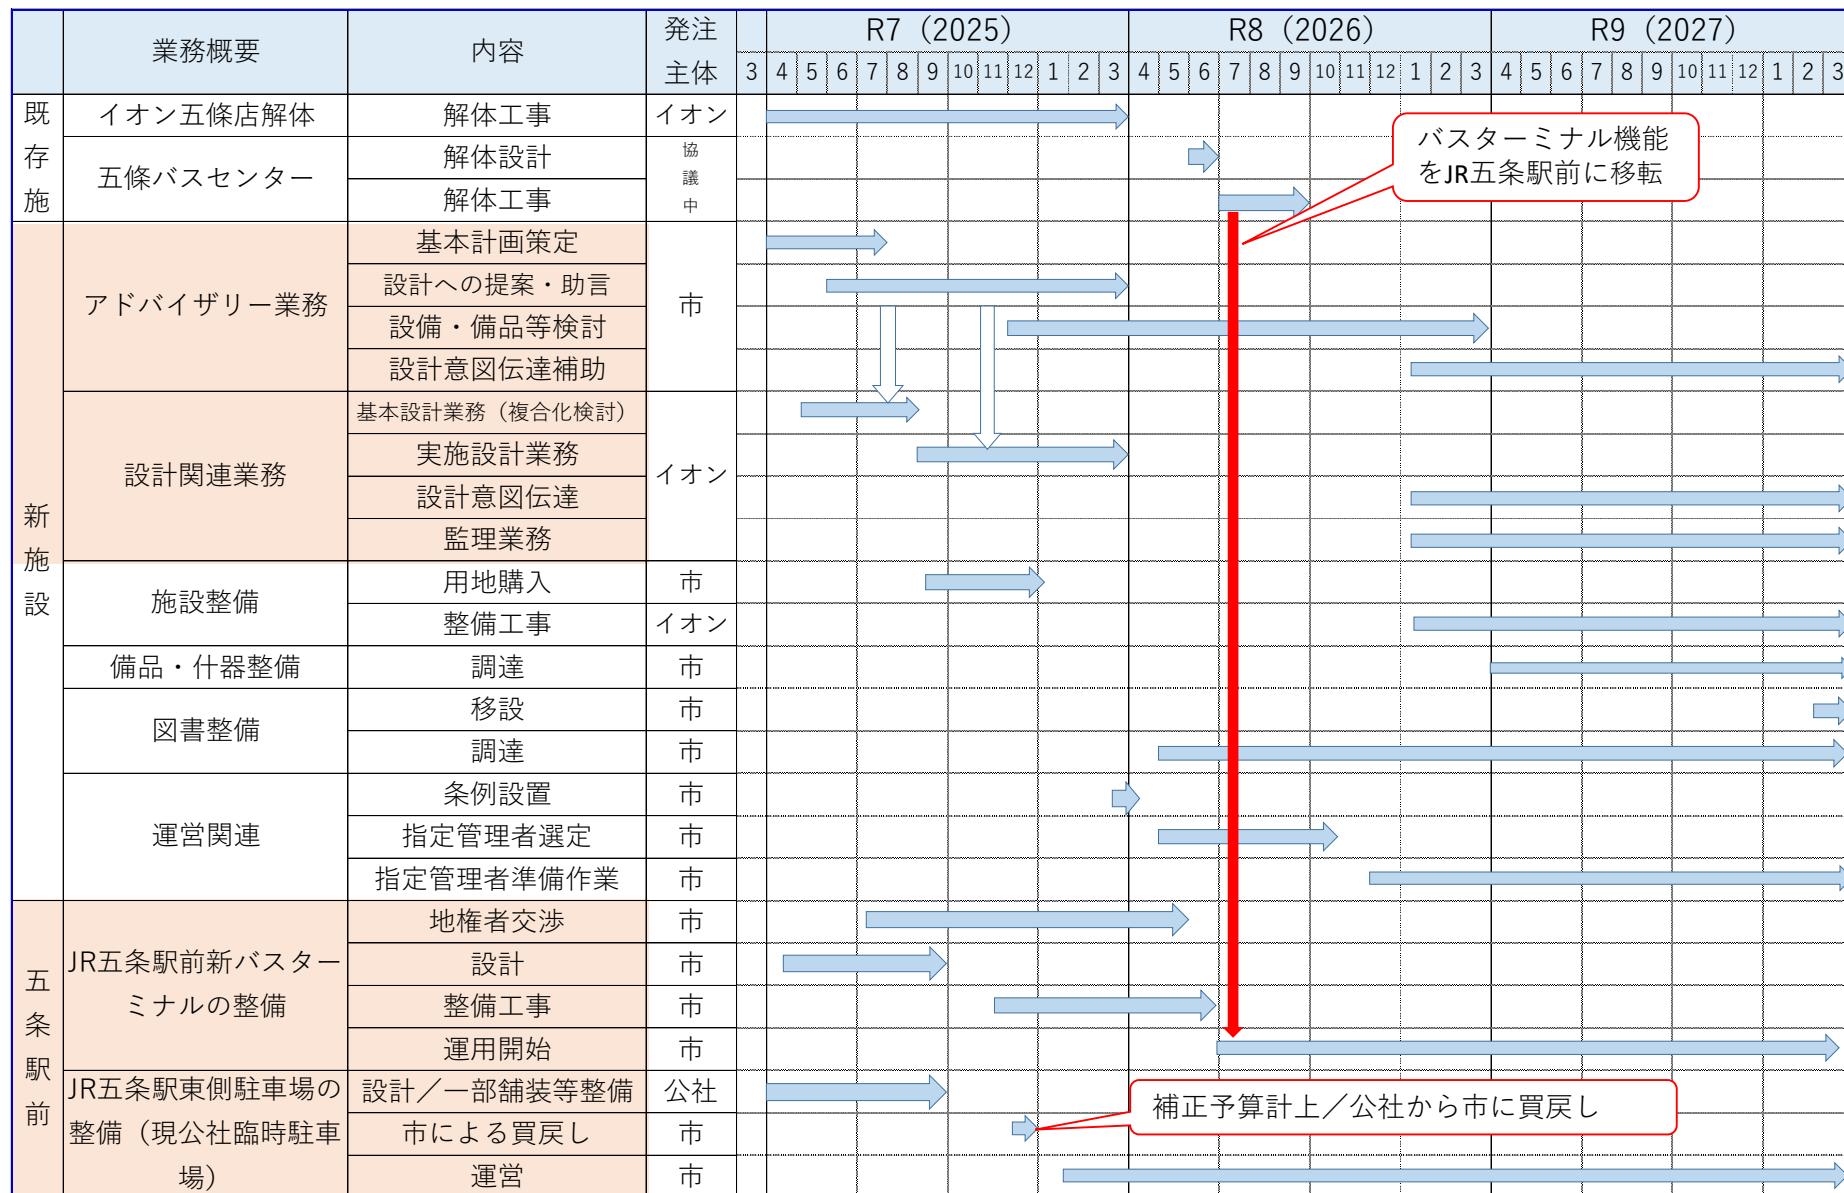 業務概要 内容 発注主体 R7（2025） R8（2026） R9（2027）
3 4 5 6 7 8 9 10 11 12 1 2 3 4 5 6 7 8 9 10 11 12 1 2 3 4 5 6 7 8 9 10 11 12 1 2 3
既存施
イオン五條店解体 解体工事 イオン
五條バスセンター 解体設計 協議中
解体工事
バスターミナル機能
をJR五条駅前に移転
新施設
アドバイザリー業務 基本計画策定 市
設計への提案・助言
設備・備品等検討
設計意図伝達補助
設計関連業務 基本設計業務（複合化検討） イオン
実施設計業務
設計意図伝達
監理業務
施設整備 用地購入 市
整備工事 イオン
備品・什器整備 調達 市
図書整備 移設 市
調達 市
運営関連 条例設置 市
指定管理者選定 市
指定管理者準備作業 市
五条駅前
JR五条駅前新バスター
ミナルの整備
地権者交渉 市
設計 市
整備工事 市
運用開始 市
JR五条駅東側駐車場の
整備（現公社臨時駐車
場）
設計／一部舗装等整備 公社
市による買戻し 市
補正予算計上／公社から市に買戻し
運営 市